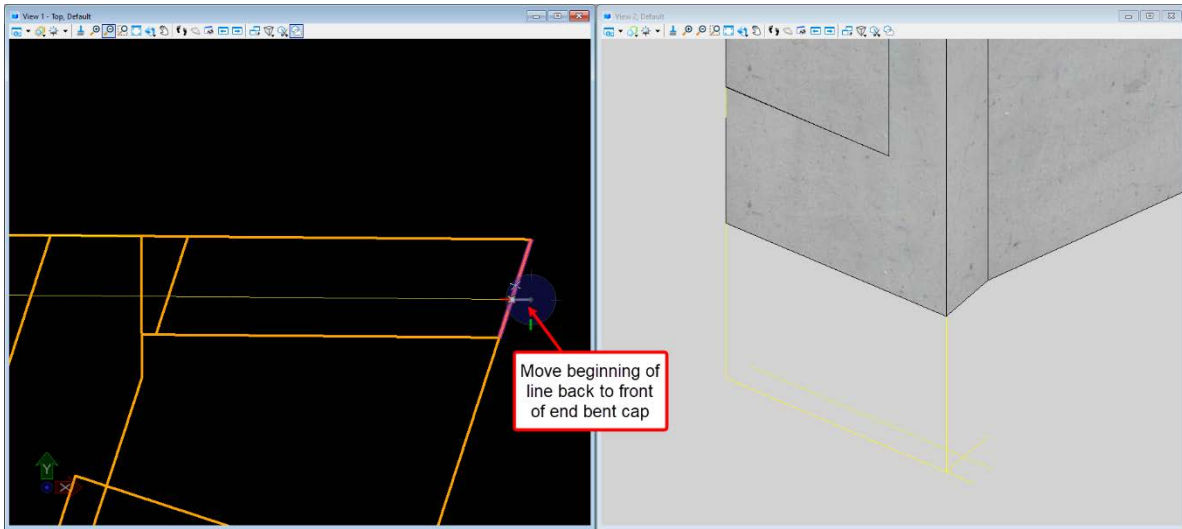 View 1 - Top, Default
View 2, Default
Move beginning of
line back to front
of end bent cap
Y
X